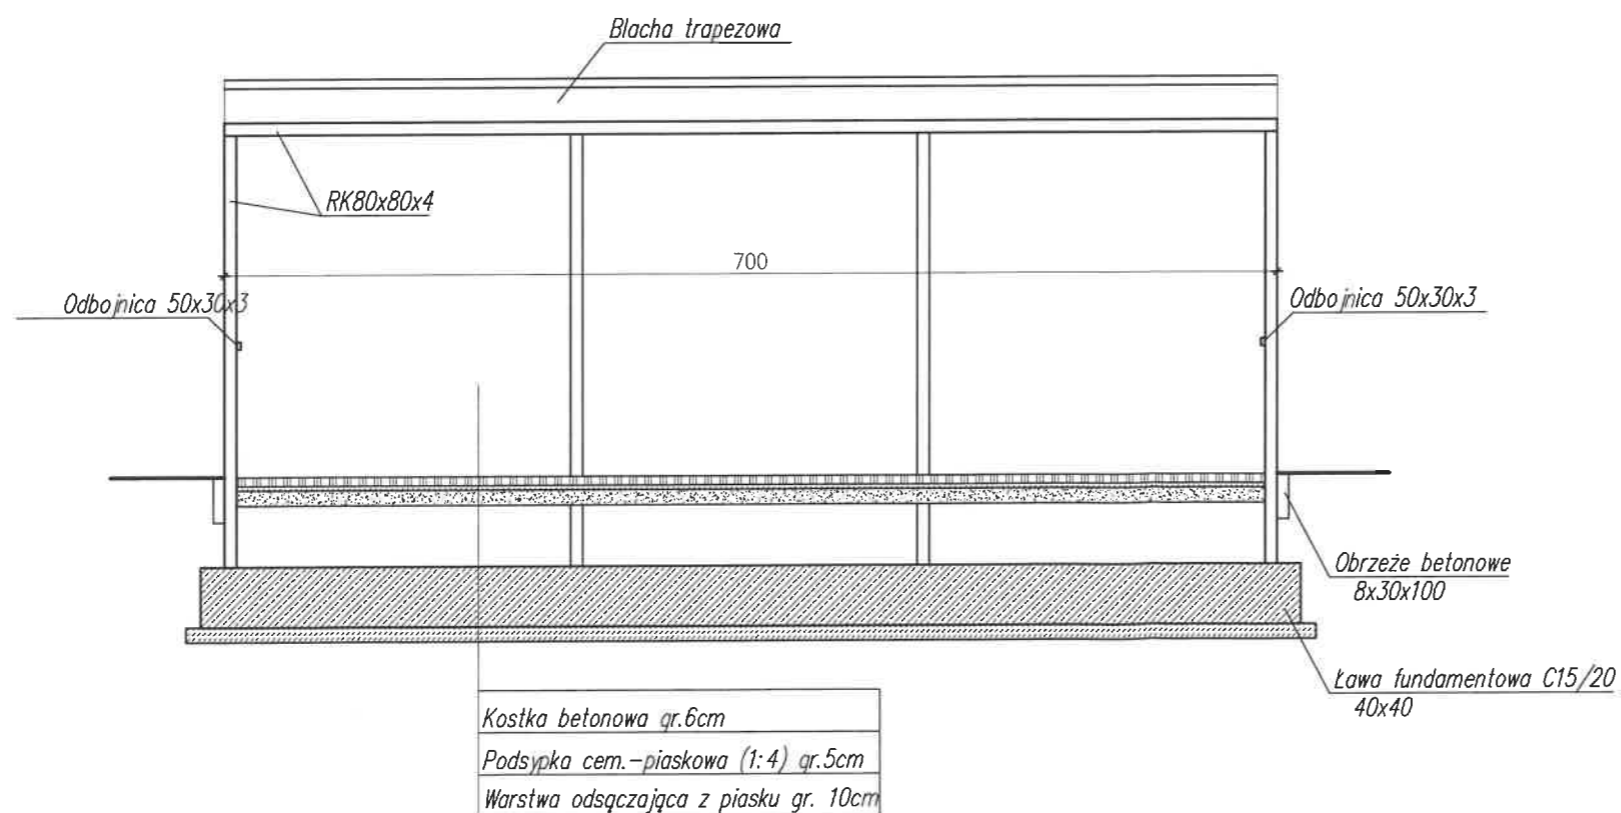 Blacha trapezowa
RK80x80x4
700
Odbojnica 50x30x3
Odbojnica 50x30x3
Obrzeże betonowe
8x30x100
Ława fundamentowa C15/20
40x40
Kostka betonowa gr.6cm
Podsypka cem.-piaskowa (1:4) gr.5cm
Warstwa odsączająca z piasku gr. 10cm